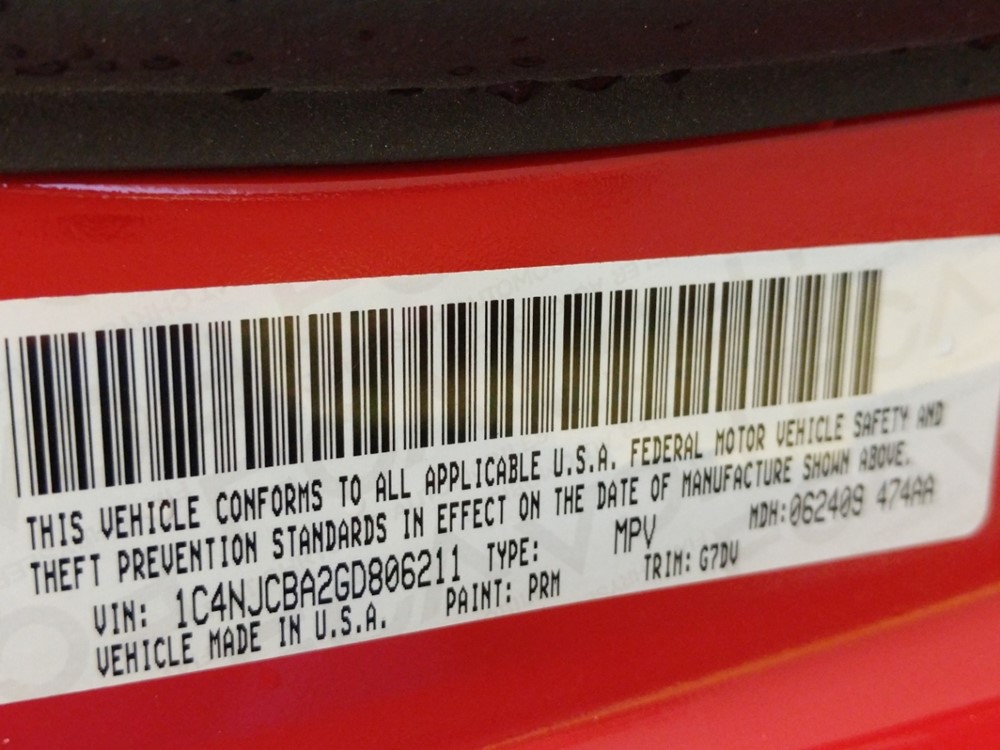 THIS VEHICLE CONFORMS TO ALL APPLICABLE U.S.A. FEDERAL MOTOR VEHICLE SAFETY AND
THEFT PREVENTION STANDARDS IN EFFECT ON THE DATE OF MANUFACTURE SHOWN ABOVE.
VIN: 1C4NJCBA2GD806211 TYPE: MPV MDH:062409 474AA
VEHICLE MADE IN U.S.A. PAINT: PRM TRIM: G7DV